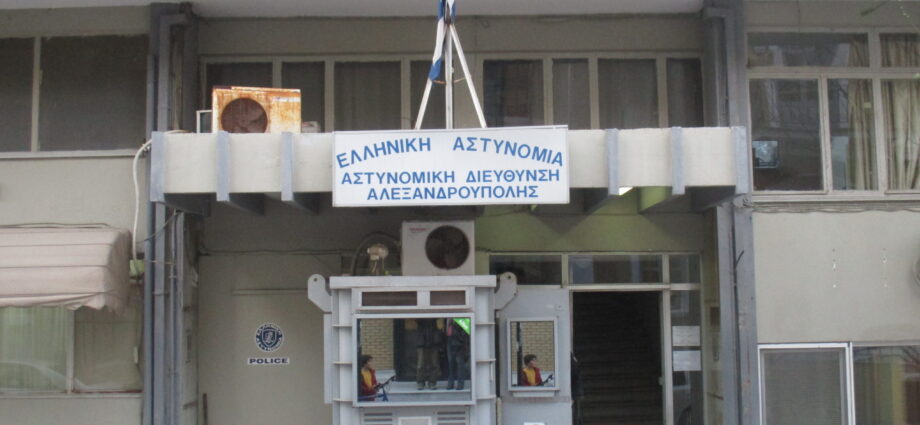 ΕΛΛΗΝΙΚΗ ΑΣΤΥΝΟΜΙΑ
ΑΣΤΥΝΟΜΙΚΗ ΔΙΕΥΘΥΝΣΗ
ΑΛΕΞΑΝΔΡΟΥΠΟΛΗΣ
POLICE